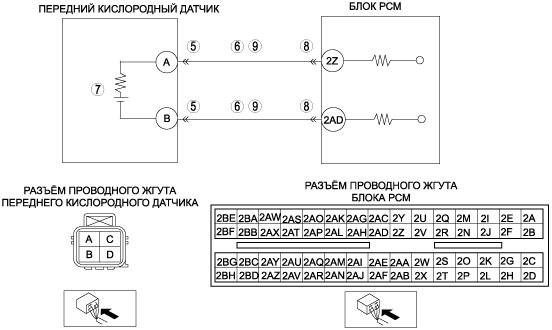 ПЕРЕДНИЙ КИСЛОРОДНЫЙ ДАТЧИК
БЛОК PCM
A 5 6 9 8 2Z
7
B 5 6 9 8 2AD
РАЗЪЁМ ПРОВОДНОГО ЖГУТА
ПЕРЕДНЕГО КИСЛОРОДНОГО ДАТЧИКА
A C
B D
РАЗЪЁМ ПРОВОДНОГО ЖГУТА
БЛОКА PCM
2BE 2BA 2AW 2AS 2AO 2AK 2AG 2AC 2Y 2U 2Q 2M 2I 2E 2A
2BF 2BB 2AX 2AT 2AP 2AL 2AH 2AD 2Z 2V 2R 2N 2J 2F 2B
2BG 2BC 2AY 2AU 2AQ 2AM 2AI 2AE 2AA 2W 2S 2O 2K 2G 2C
2BH 2BD 2AZ 2AV 2AR 2AN 2AJ 2AF 2AB 2X 2T 2P 2L 2H 2D